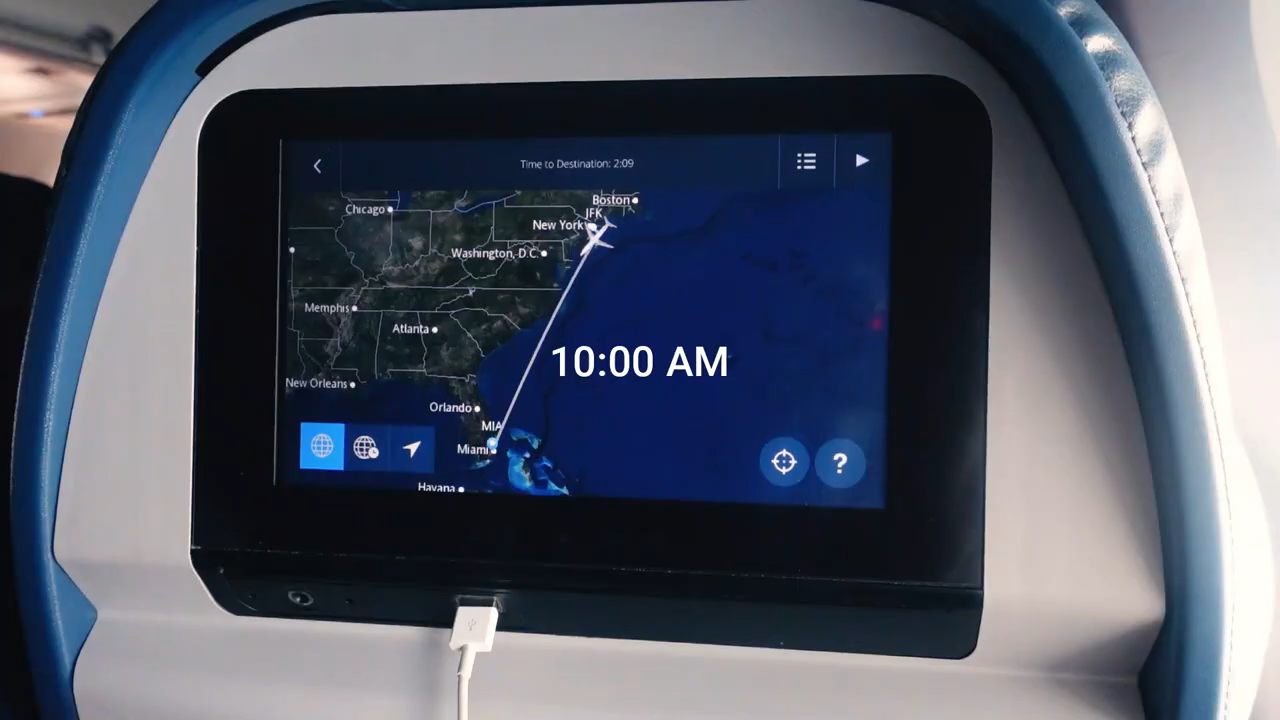 Time to Destination: 2:09
Boston
Chicago
JFK
New York
Washington, D.C.
Memphis
Atlanta
10:00 AM
New Orleans
Orlando
MIA
Miami
?
Havana